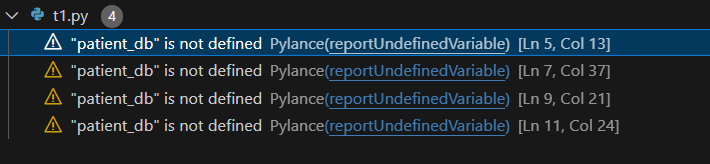 t1.py 4
"patient_db" is not defined Pylance(reportUndefinedVariable) [Ln 5, Col 13]
"patient_db" is not defined Pylance(reportUndefinedVariable) [Ln 7, Col 37]
"patient_db" is not defined Pylance(reportUndefinedVariable) [Ln 9, Col 21]
"patient_db" is not defined Pylance(reportUndefinedVariable) [Ln 11, Col 24]